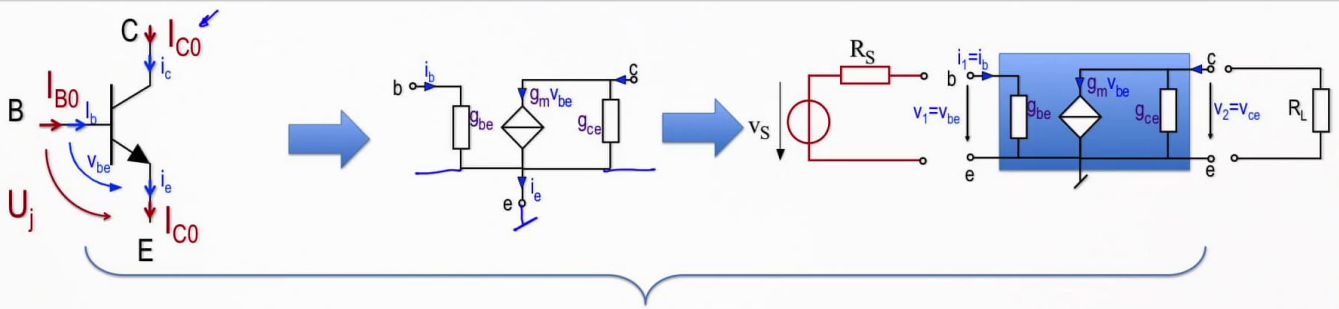 C I_C0
i_c
I_B0
B I_b
v_be
i_e
U_j
I_C0
E
b i_b
g_be
g_m v_be
g_ce
c
i_e
e
R_S
v_S
i_1=i_b
b
v_1=v_be
e
g_be
g_m v_be
g_ce
c
v_2=v_ce
e
R_L